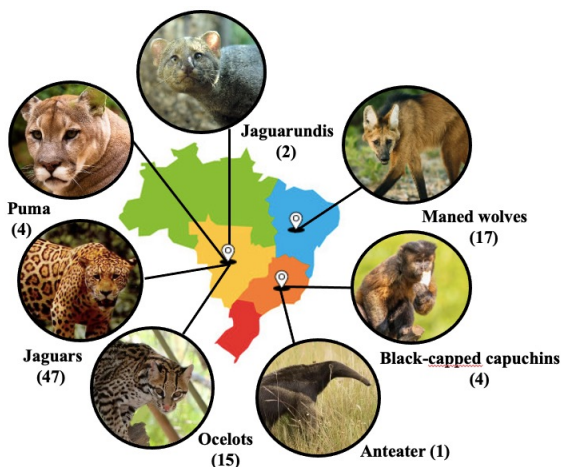 Jaguarundis
(2)
Puma
(4)
Maned wolves
(17)
Jaguars
(47)
Black-capped capuchins
(4)
Ocelots
(15)
Anteater (1)